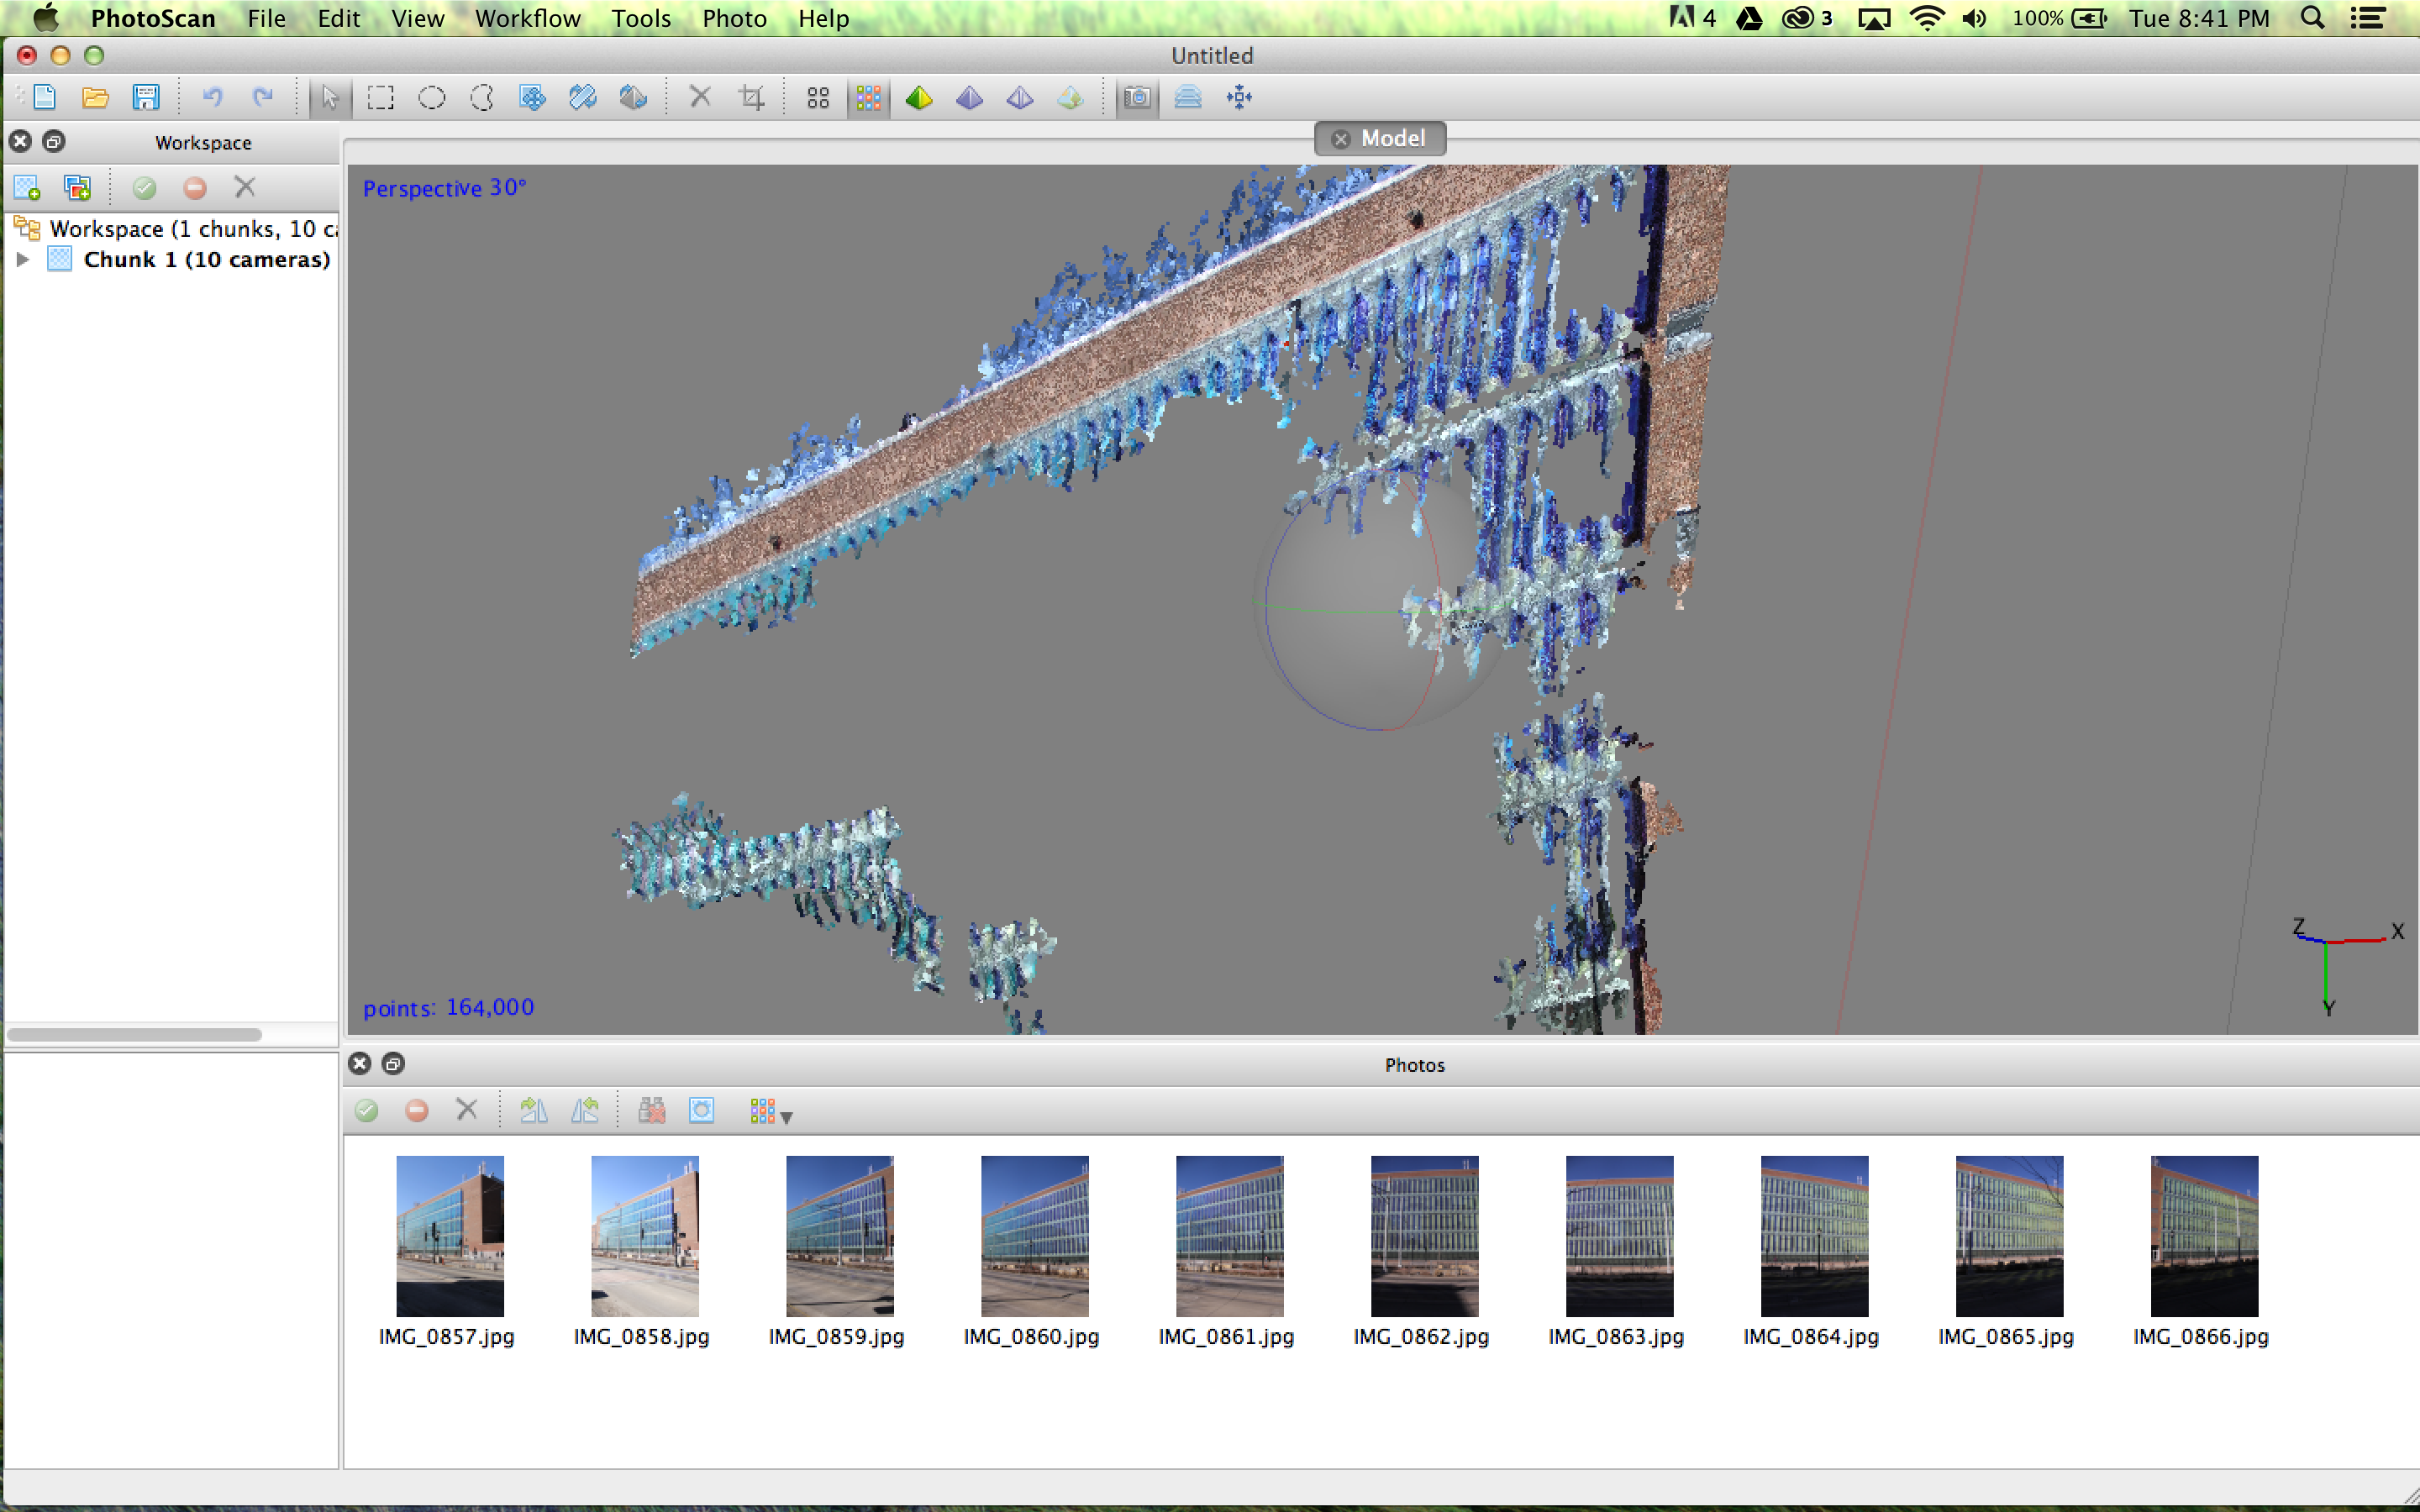 PhotoScan File Edit View Workflow Tools Photo Help 4 3 100% Tue 8:41 PM
Untitled
Workspace
Model
Workspace (1 chunks, 10 ca
Chunk 1 (10 cameras)
Perspective 30°
Z X
Y
points: 164,000
Photos
IMG_0857.jpg IMG_0858.jpg IMG_0859.jpg IMG_0860.jpg IMG_0861.jpg IMG_0862.jpg IMG_0863.jpg IMG_0864.jpg IMG_0865.jpg IMG_0866.jpg